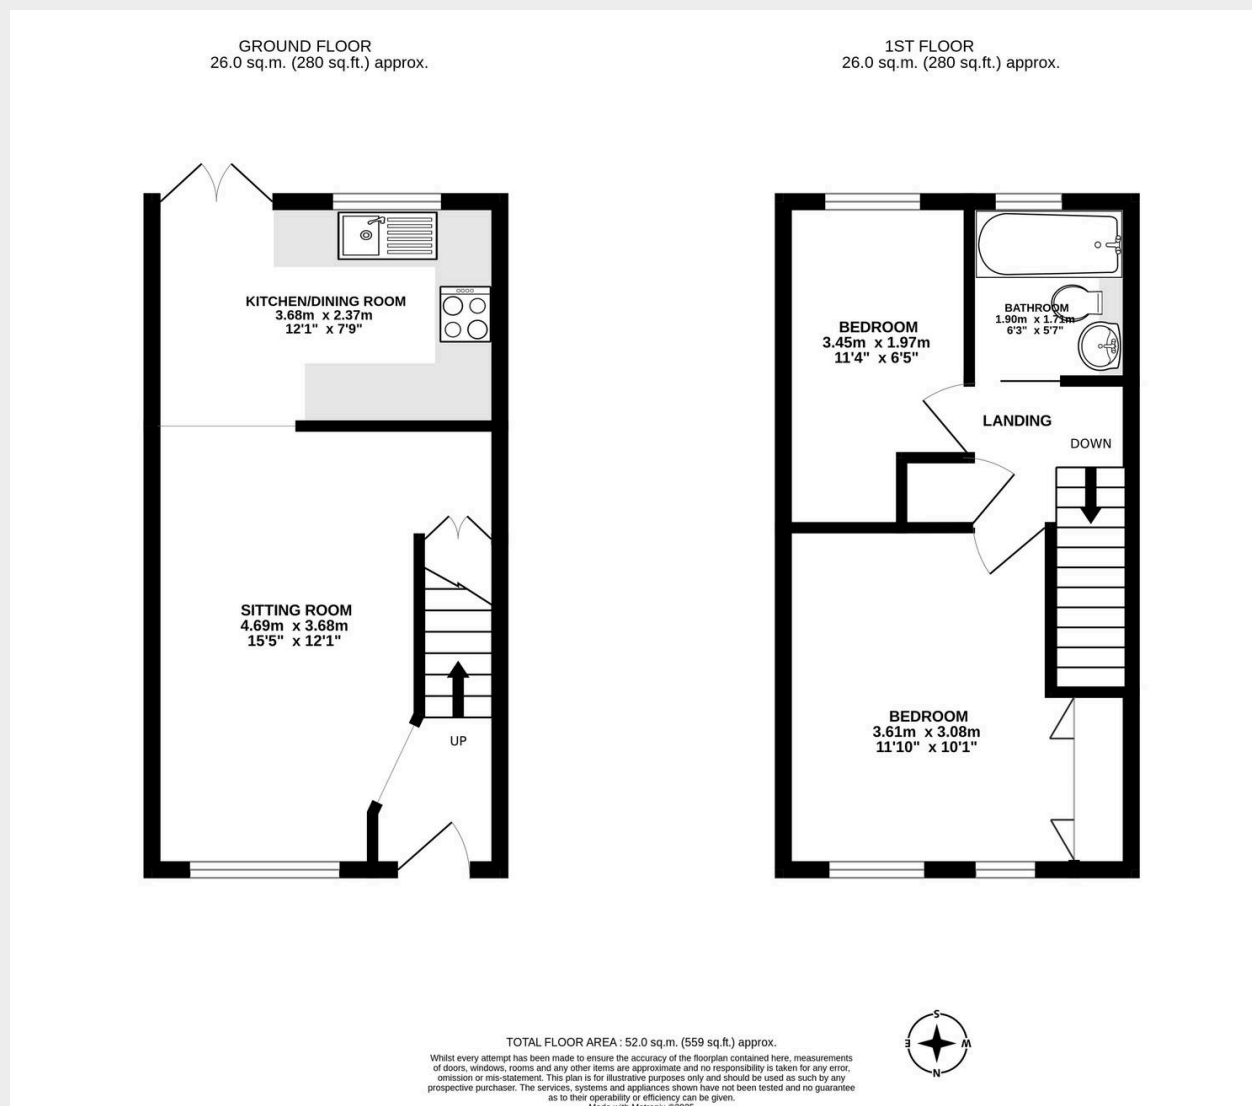 GROUND FLOOR
26.0 sq.m. (280 sq.ft.) approx.
1ST FLOOR
26.0 sq.m. (280 sq.ft.) approx.
KITCHEN/DINING ROOM
3.68m x 2.37m
12'1" x 7'9"
SITTING ROOM
4.69m x 3.68m
15'5" x 12'1"
UP
BEDROOM
3.45m x 1.97m
11'4" x 6'5"
BATHROOM
1.90m x 1.71m
6'3" x 5'7"
LANDING
DOWN
BEDROOM
3.61m x 3.08m
11'10" x 10'1"
S
E
W
N
TOTAL FLOOR AREA : 52.0 sq.m. (559 sq.ft.) approx.
Whilst every attempt has been made to ensure the accuracy of the floorplan contained here, measurements
of doors, windows, rooms and any other items are approximate and no responsibility is taken for any error,
omission or mis-statement. This plan is for illustrative purposes only and should be used as such by any
prospective purchaser. The services, systems and appliances shown have not been tested and no guarantee
as to their operability or efficiency can be given.
Made with Metropix ©2025